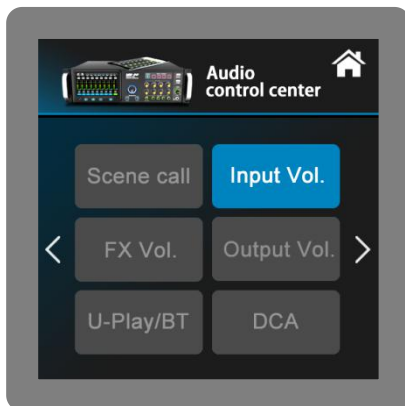 Audio
control center
Scene call
Input Vol.
FX Vol.
Output Vol.
U-Play/BT
DCA